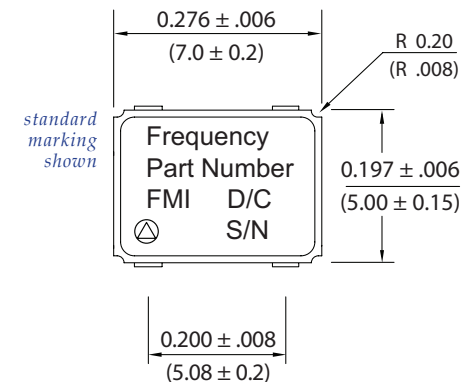 0.276 ± .006
(7.0 ± 0.2)
R 0.20
(R .008)
standard
marking
shown
Frequency
Part Number
FMI D/C
S/N
0.197 ± .006
(5.00 ± 0.15)
0.200 ± .008
(5.08 ± 0.2)